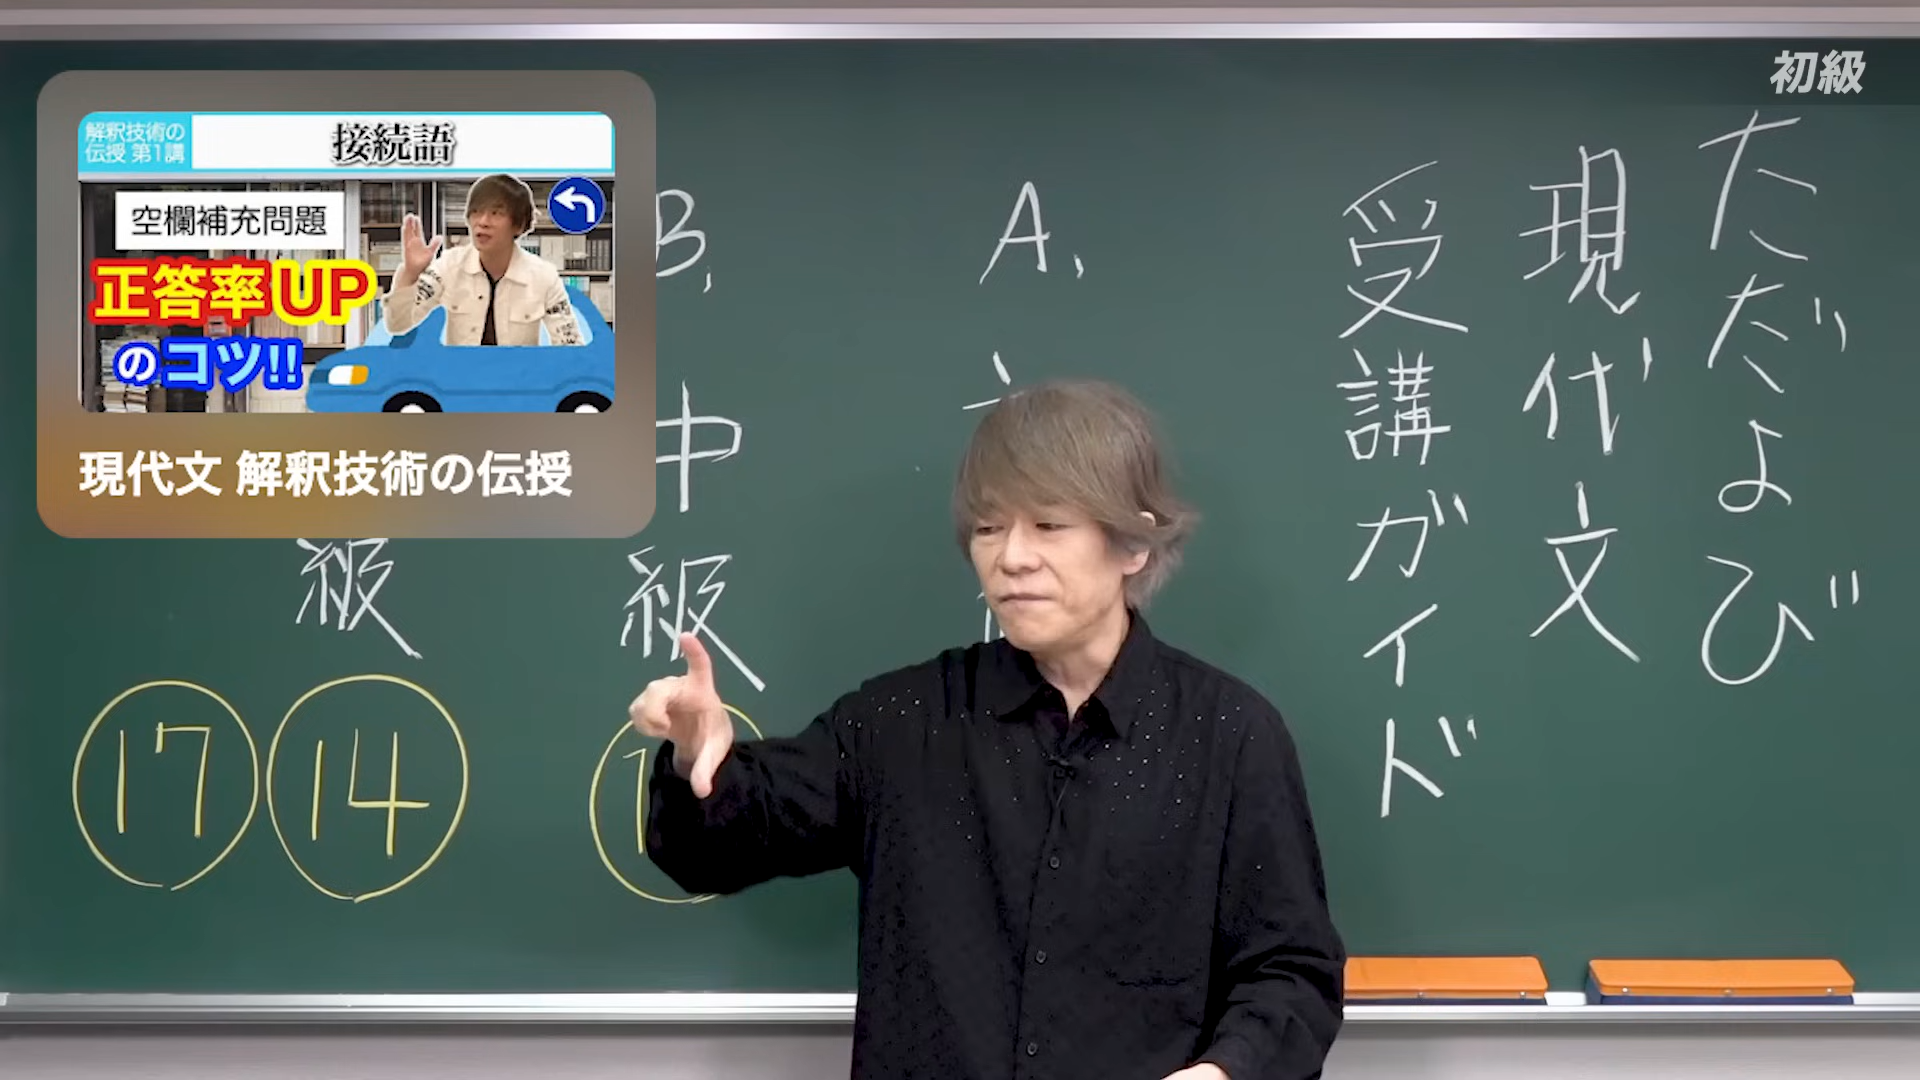 初級
解釈技術の
伝授 第1講
接続語
空欄補充問題
正答率UP
のコツ!!
現代文 解釈技術の伝授
ただよび
現代文
受講ガイド
A.
B.
中級
級
14
17